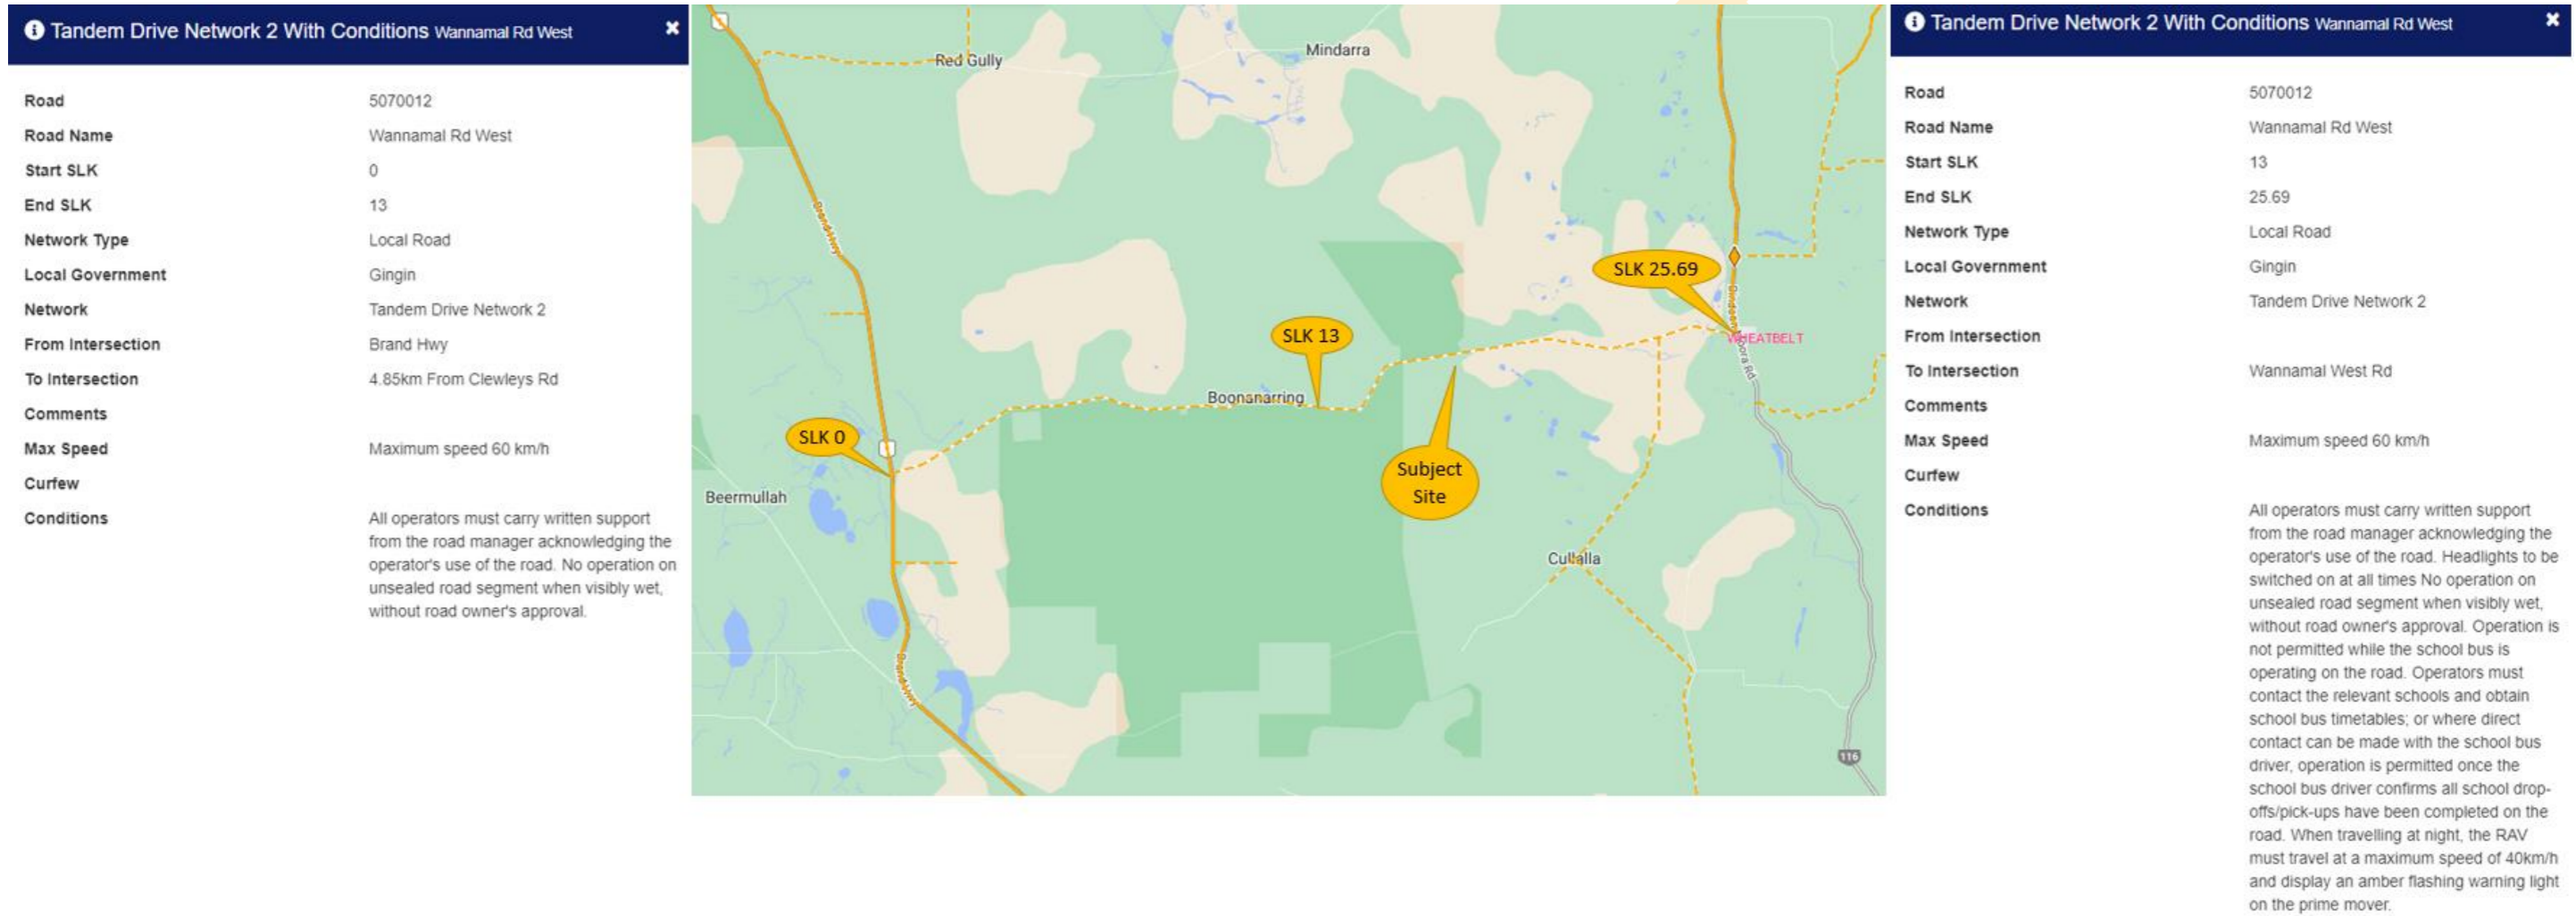 Tandem Drive Network 2 With Conditions Wannamal Rd West
Road 5070012
Road Name Wannamal Rd West
Start SLK 0
End SLK 13
Network Type Local Road
Local Government Gingin
Network Tandem Drive Network 2
From Intersection Brand Hwy
To Intersection 4.85km From Clewleys Rd
Comments
Max Speed Maximum speed 60 km/h
Curfew
Conditions All operators must carry written support
from the road manager acknowledging the
operator's use of the road. No operation on
unsealed road segment when visibly wet,
without road owner's approval.
Red Gully
Mindarra
Brand Hwy
SLK 25.69
WHEATBELT
SLK 13
Boonanarring
SLK 0
Subject
Site
Beermullah
Cullalla
Brand Hwy
116
Tandem Drive Network 2 With Conditions Wannamal Rd West
Road 5070012
Road Name Wannamal Rd West
Start SLK 13
End SLK 25.69
Network Type Local Road
Local Government Gingin
Network Tandem Drive Network 2
From Intersection
To Intersection Wannamal West Rd
Comments
Max Speed Maximum speed 60 km/h
Curfew
Conditions All operators must carry written support
from the road manager acknowledging the
operator's use of the road. Headlights to be
switched on at all times No operation on
unsealed road segment when visibly wet,
without road owner's approval. Operation is
not permitted while the school bus is
operating on the road. Operators must
contact the relevant schools and obtain
school bus timetables; or where direct
contact can be made with the school bus
driver, operation is permitted once the
school bus driver confirms all school drop-
offs/pick-ups have been completed on the
road. When travelling at night, the RAV
must travel at a maximum speed of 40km/h
and display an amber flashing warning light
on the prime mover.